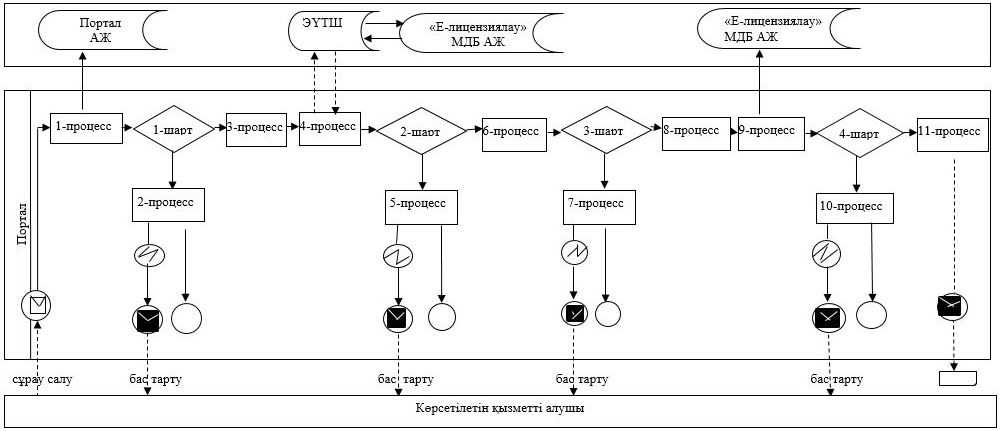 Портал
АЖ
ЭҮТШ
«Е-лицензиялау»
МДБ АЖ
«Е-лицензиялау»
МДБ АЖ
Портал
1-процесс
1-шарт
3-процесс
4-процесс
2-шарт
6-процесс
3-шарт
8-процесс
9-процесс
4-шарт
11-процесс
2-процесс
5-процесс
7-процесс
10-процесс
сұрау салу
бас тарту
бас тарту
бас тарту
бас тарту
Көрсетілетін қызметті алушы